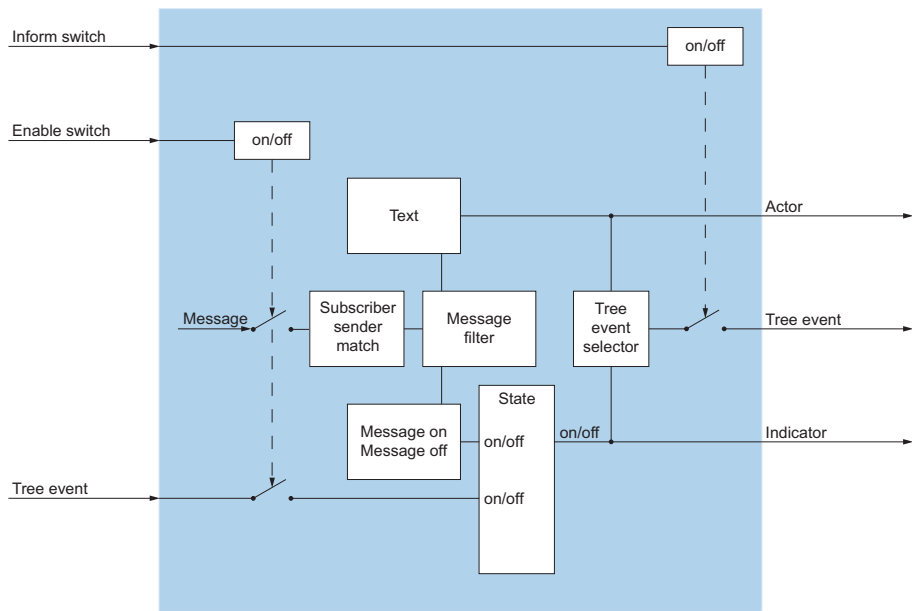 Inform switch
on/off
Enable switch
on/off
Text
Actor
Message
Subscriber
sender
match
Message
filter
Tree
event
selector
Tree event
State
Message on
Message off
on/off
on/off
Indicator
Tree event
on/off